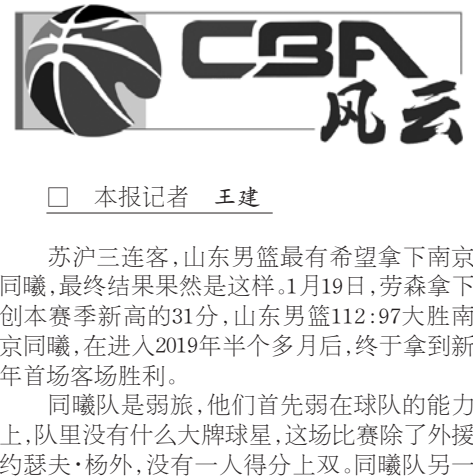 CBA
风云
□ 本报记者 王建
苏沪三连客，山东男篮最有希望拿下南京
同曦，最终结果果然是这样。1月19日，劳森拿下
创本赛季新高的31分，山东男篮112:97大胜南
京同曦，在进入2019年半个多月后，终于拿到新
年首场客场胜利。
同曦队是弱旅，他们首先弱在球队的能力
上，队里没有什么大牌球星，这场比赛除了外援
约瑟夫·杨外，没有一人得分上双。同曦队另一